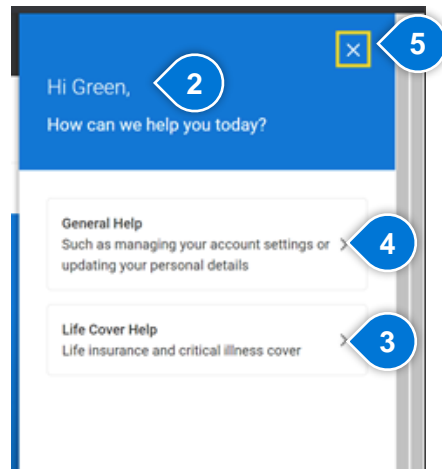 5
Hi Green,
2
How can we help you today?
General Help
Such as managing your account settings or
updating your personal details
4
Life Cover Help
Life insurance and critical illness cover
3